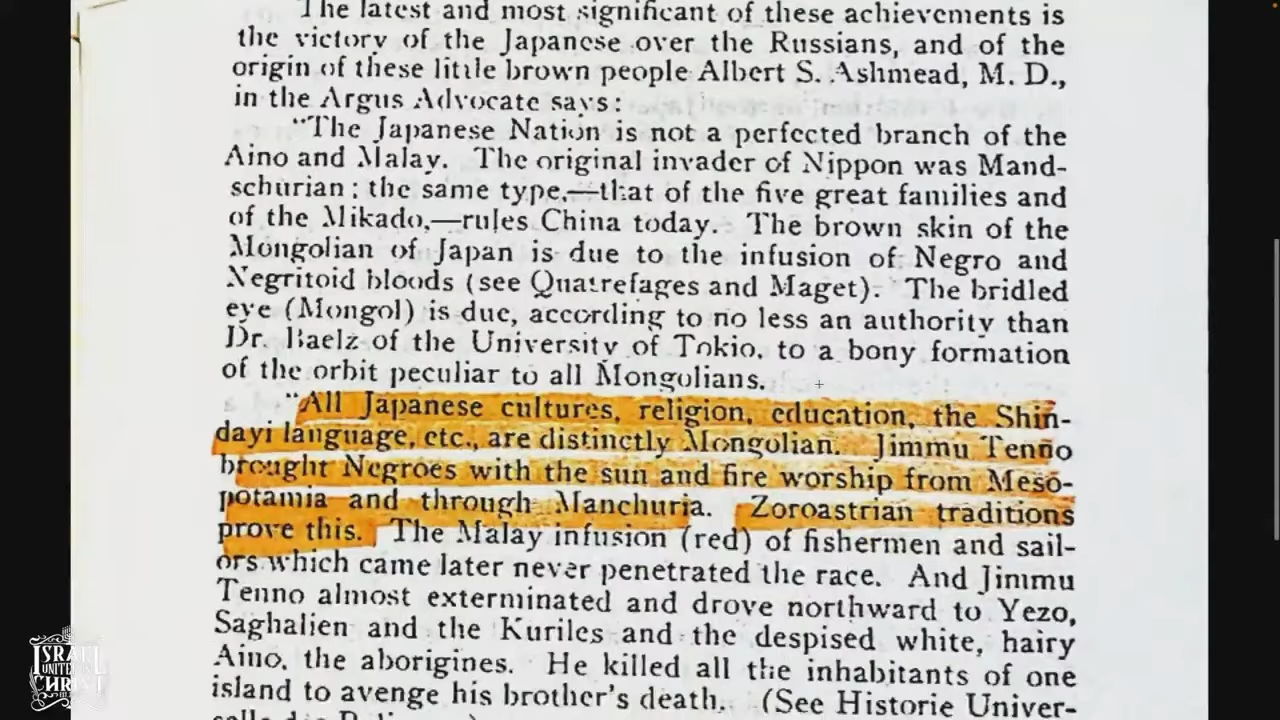 The latest and most significant of these achievements is
the victory of the Japanese over the Russians, and of the
origin of these little brown people Albert S. Ashmead, M. D.,
in the Argus Advocate says:
"The Japanese Nation is not a perfected branch of the
Aino and Malay. The original invader of Nippon was Mand-
schurian; the same type,—that of the five great families and
of the Mikado,—rules China today. The brown skin of the
Mongolian of Japan is due to the infusion of Negro and
Negritoid bloods (see Quatrefages and Maget). The bridled
eye (Mongol) is due, according to no less an authority than
Dr. Baelz of the University of Tokio, to a bony formation
of the orbit peculiar to all Mongolians.
"All Japanese cultures, religion, education, the Shin-
dayi language, etc., are distinctly Mongolian. Jimmu Tenno
brought Negroes with the sun and fire worship from Meso-
potamia and through Manchuria. Zoroastrian traditions
prove this. The Malay infusion (red) of fishermen and sail-
ors which came later never penetrated the race. And Jimmu
Tenno almost exterminated and drove northward to Yezo,
Saghalien and the Kuriles and the despised white, hairy
Aino, the aborigines. He killed all the inhabitants of one
island to avenge his brother's death. (See Historie Univer-
ISRAEL
UNITED
CHRIST